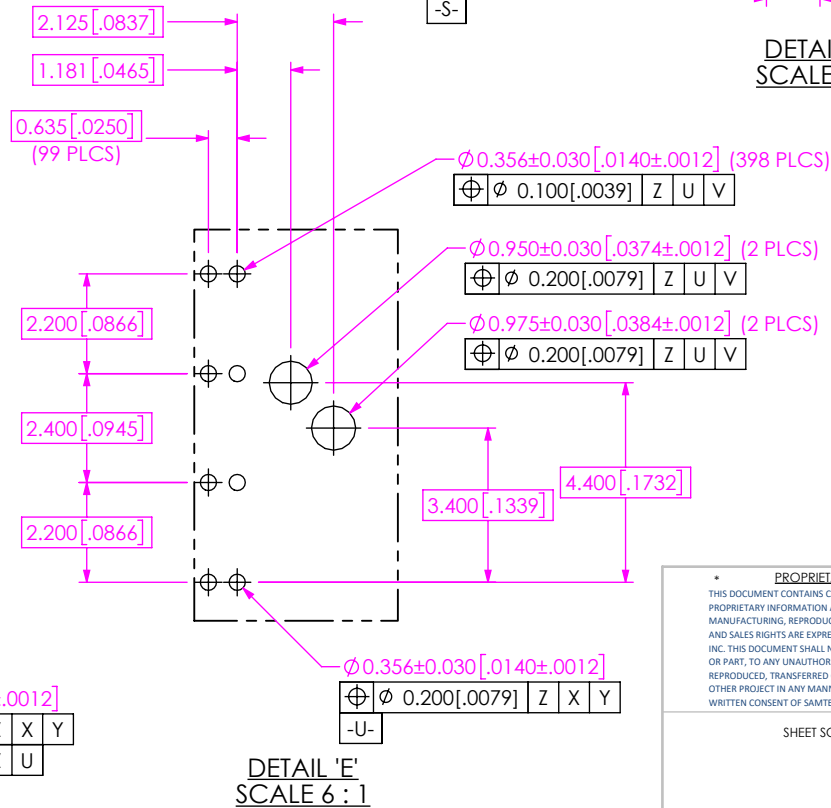 2.125[.0837]
-S-
1.181[.0465]
SCALE
0.635[.0250]
(99 PLCS)
Ø0.356±0.030[.0140±.0012] (398 PLCS)
⌖ Ø 0.100[.0039] Z U V
Ø0.950±0.030[.0374±.0012] (2 PLCS)
⌖ Ø 0.200[.0079] Z U V
2.200[.0866]
Ø0.975±0.030[.0384±.0012] (2 PLCS)
⌖ Ø 0.200[.0079] Z U V
2.400[.0945]
4.400[.1732]
3.400[.1339]
2.200[.0866]
* PROPRIET
THIS DOCUMENT CONTAINS C
PROPRIETARY INFORMATION A
MANUFACTURING, REPRODUC
AND SALES RIGHTS ARE EXPRE
INC. THIS DOCUMENT SHALL N
OR PART, TO ANY UNAUTHOR
REPRODUCED, TRANSFERRED
OTHER PROJECT IN ANY MANN
WRITTEN CONSENT OF SAMTE
Ø0.356±0.030[.0140±.0012]
⌖ Ø 0.200[.0079] Z X Y
-U-
±.0012]
X Y
U
SHEET SC
DETAIL 'E'
SCALE 6 : 1